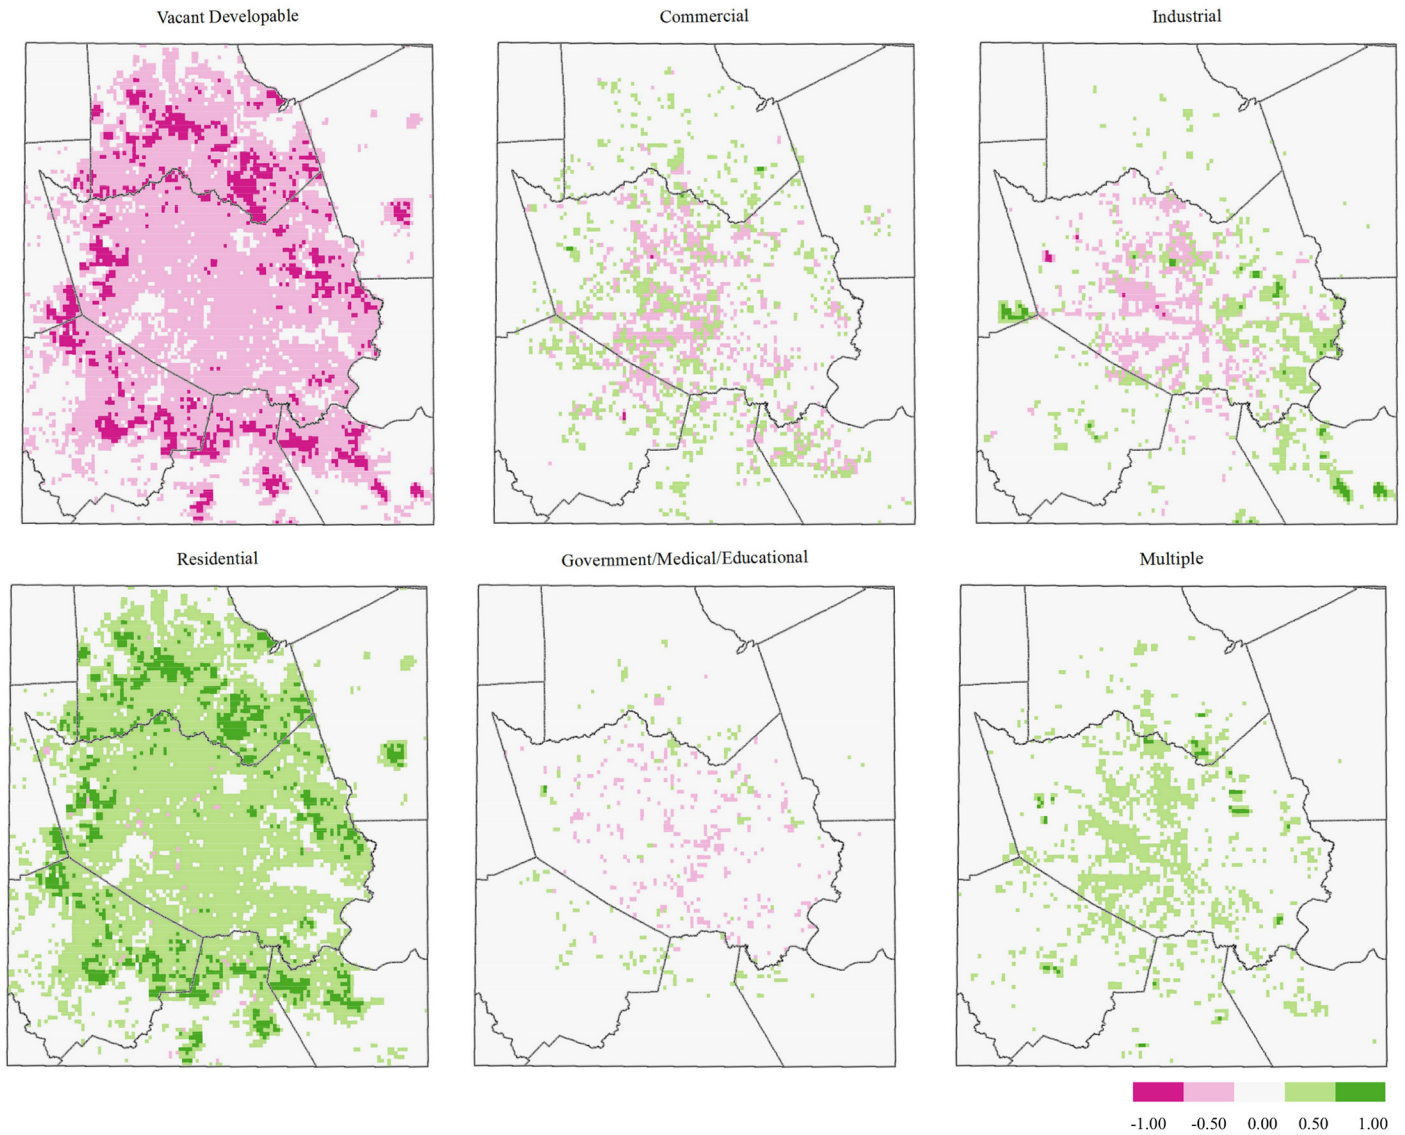 Vacant Developable
Commercial
Industrial
Residential
Government/Medical/Educational
Multiple
-1.00 -0.50 0.00 0.50 1.00